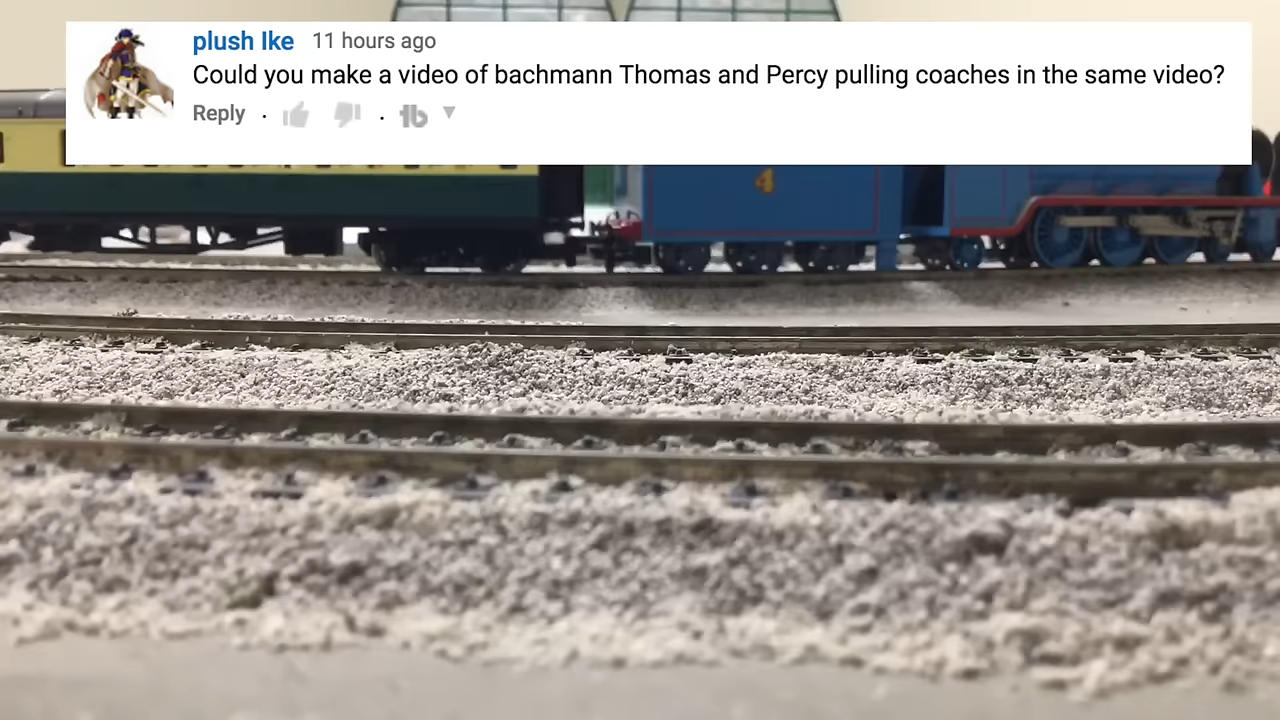 plush Ike 11 hours ago
Could you make a video of bachmann Thomas and Percy pulling coaches in the same video?
Reply
4